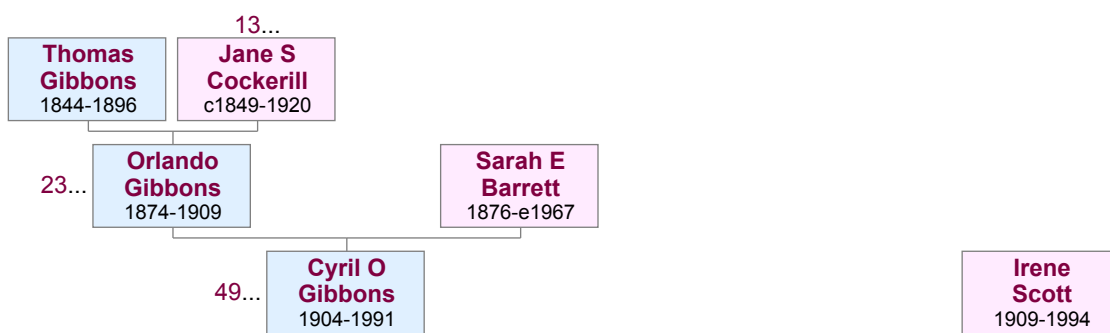 13...
Thomas
Gibbons
1844-1896
Jane S
Cockerill
c1849-1920
23...
Orlando
Gibbons
1874-1909
Sarah E
Barrett
1876-e1967
49...
Cyril O
Gibbons
1904-1991
Irene
Scott
1909-1994